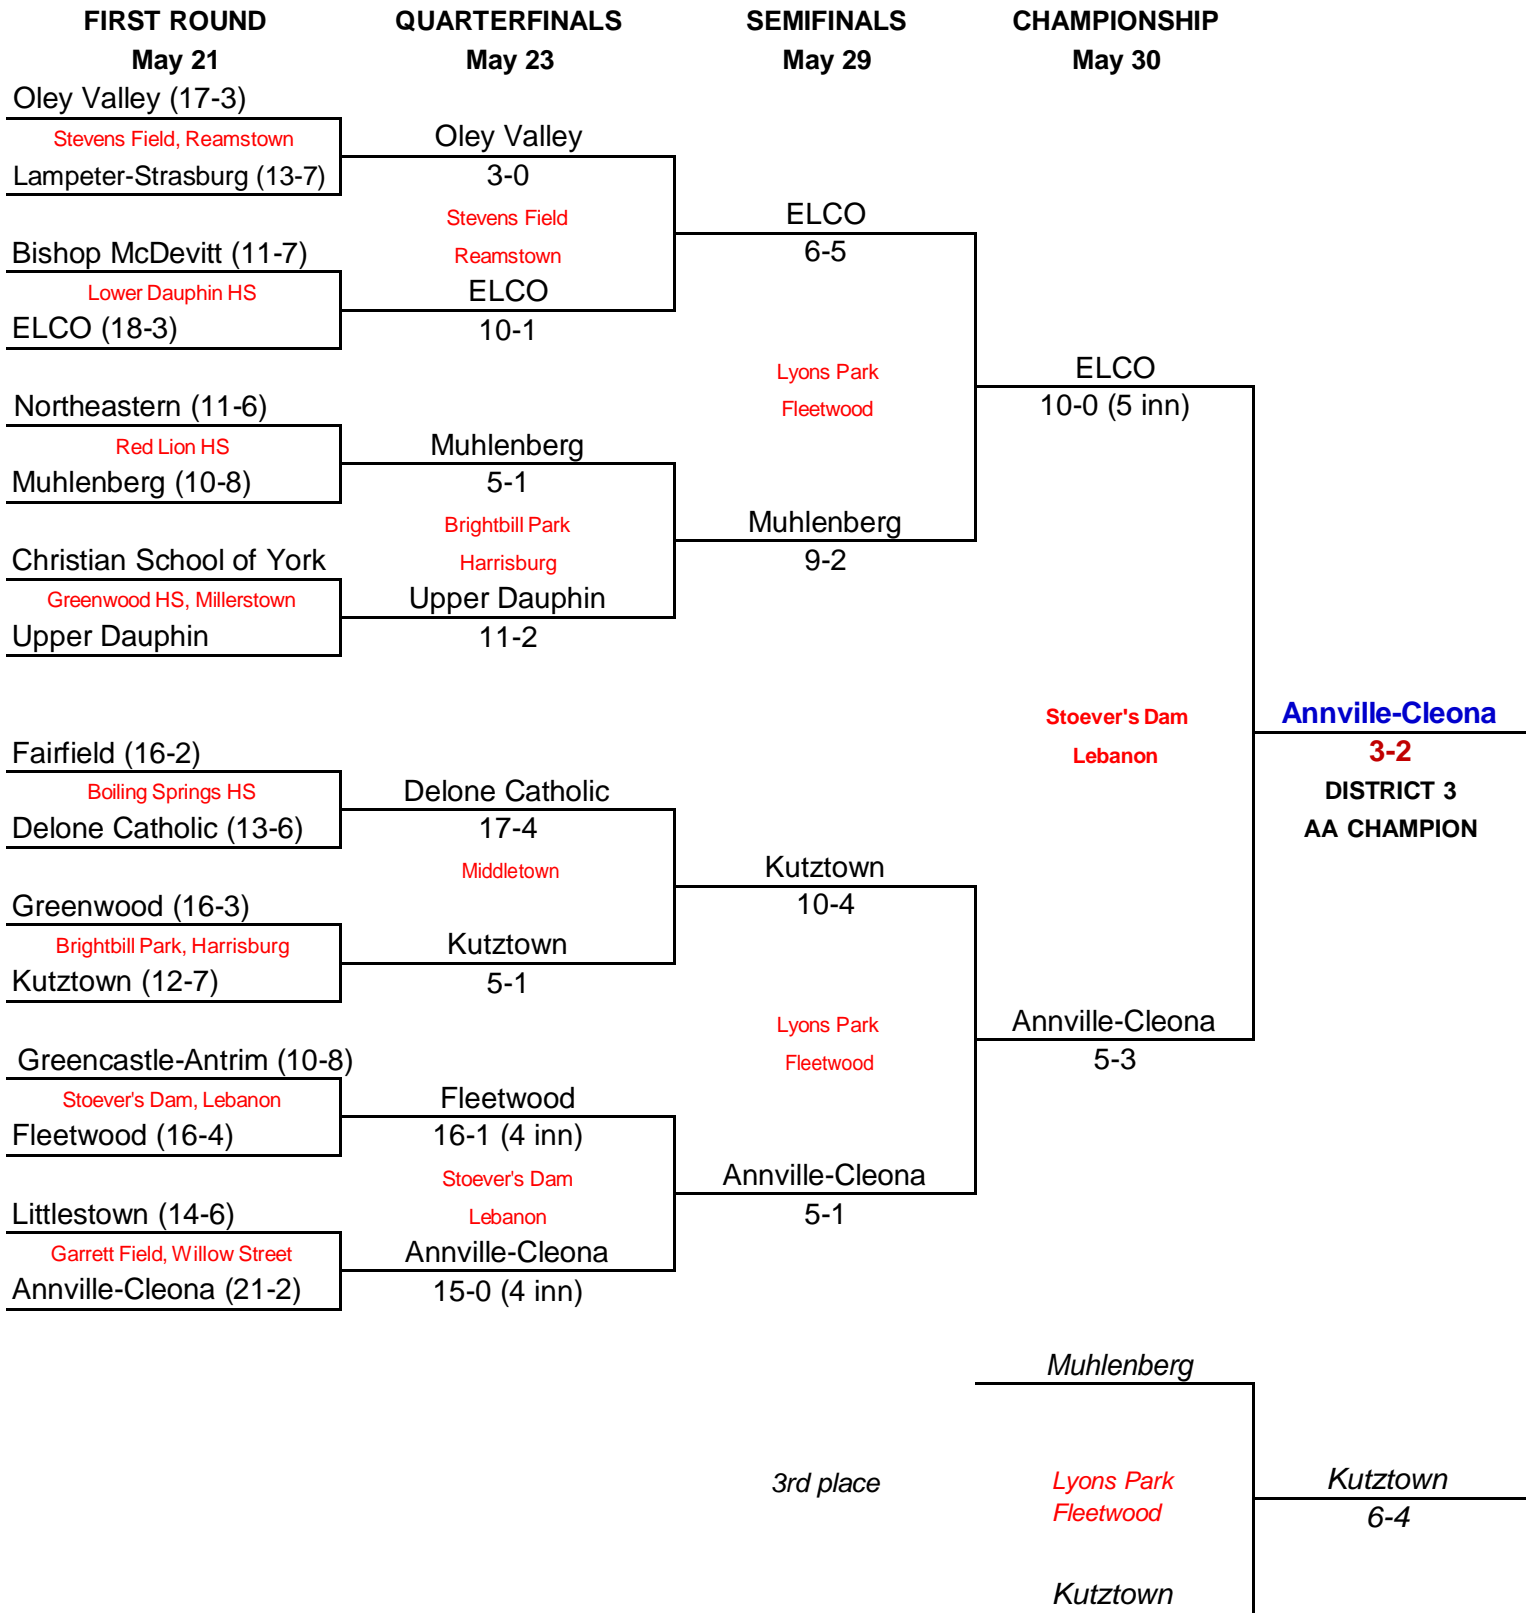 FIRST ROUND QUARTERFINALS SEMIFINALS CHAMPIONSHIP
May 21 May 23 May 29 May 30
Oley Valley (17-3)
Stevens Field, Reamstown
Lampeter-Strasburg (13-7)
Bishop McDevitt (11-7)
Lower Dauphin HS
ELCO (18-3)
Northeastern (11-6)
Red Lion HS
Muhlenberg (10-8)
Christian School of York
Greenwood HS, Millerstown
Upper Dauphin
Fairfield (16-2)
Boiling Springs HS
Delone Catholic (13-6)
Greenwood (16-3)
Brightbill Park, Harrisburg
Kutztown (12-7)
Greencastle-Antrim (10-8)
Stoever's Dam, Lebanon
Fleetwood (16-4)
Littlestown (14-6)
Garrett Field, Willow Street
Annville-Cleona (21-2)
Oley Valley
3-0
Stevens Field
Reamstown
ELCO
10-1
Muhlenberg
5-1
Brightbill Park
Harrisburg
Upper Dauphin
11-2
Delone Catholic
17-4
Middletown
Kutztown
5-1
Fleetwood
16-1 (4 inn)
Stoever's Dam
Lebanon
Annville-Cleona
15-0 (4 inn)
ELCO
6-5
Lyons Park
Fleetwood
Muhlenberg
9-2
Kutztown
10-4
Lyons Park
Fleetwood
Annville-Cleona
5-1
ELCO
10-0 (5 inn)
Stoever's Dam
Lebanon
Annville-Cleona
5-3
Annville-Cleona
3-2
DISTRICT 3
AA CHAMPION
3rd place
Muhlenberg
Lyons Park
Fleetwood
Kutztown
Kutztown
6-4